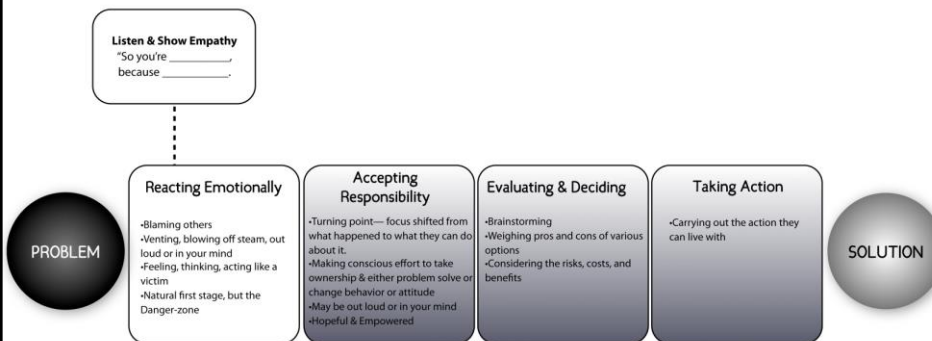 Listen & Show Empathy
"So you're __________,
because __________.
PROBLEM
Reacting Emotionally
•Blaming others
•Venting, blowing off steam, out
loud or in your mind
•Feeling, thinking, acting like a
victim
•Natural first stage, but the
Danger-zone
Accepting
Responsibility
•Turning point— focus shifted from
what happened to what they can do
about it.
•Making conscious effort to take
ownership & either problem solve or
change behavior or attitude
•May be out loud or in your mind
•Hopeful & Empowered
Evaluating & Deciding
•Brainstorming
•Weighing pros and cons of various
options
•Considering the risks, costs, and
benefits
Taking Action
•Carrying out the action they
can live with
SOLUTION